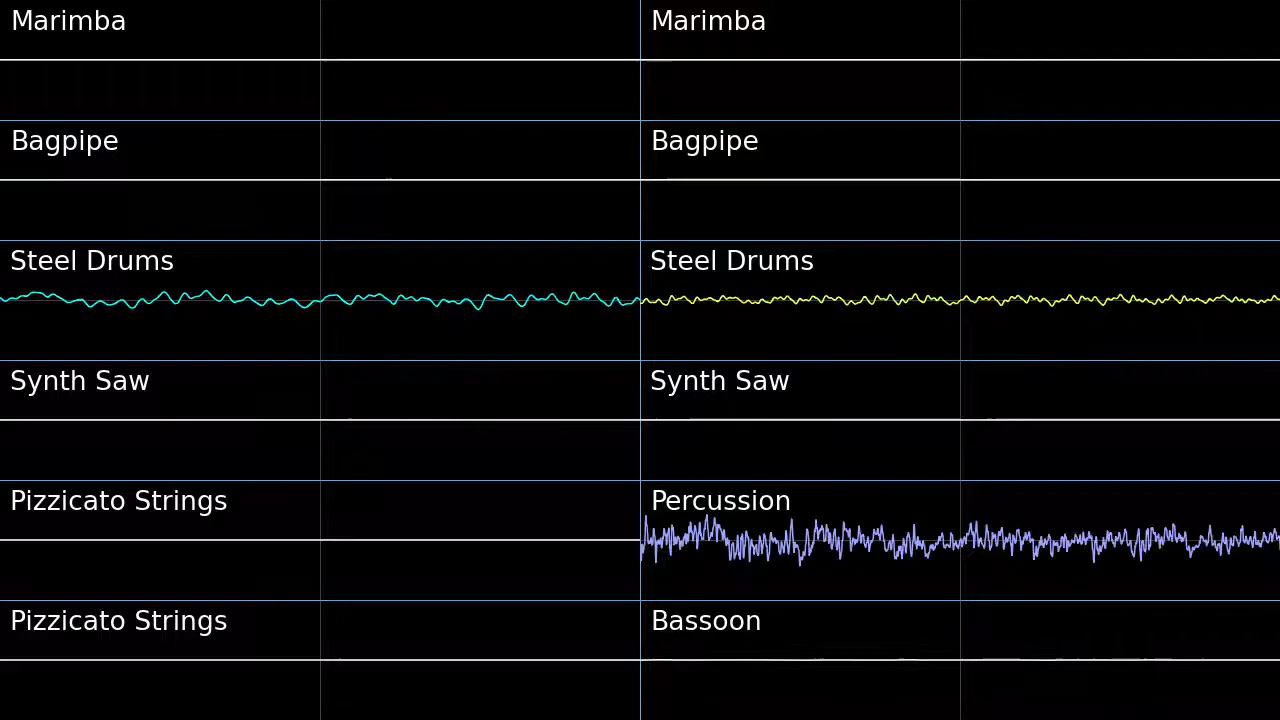 Marimba
Marimba
Bagpipe
Bagpipe
Steel Drums
Steel Drums
Synth Saw
Synth Saw
Pizzicato Strings
Percussion
Pizzicato Strings
Bassoon